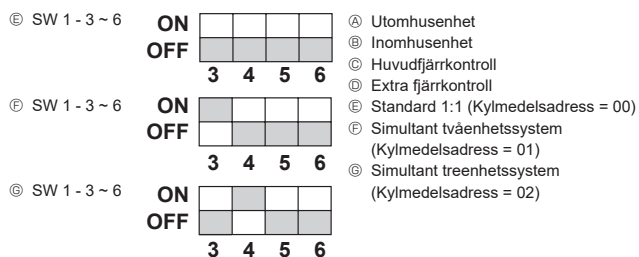 Ⓔ SW 1 - 3 ~ 6
ON
OFF
3 4 5 6
Ⓕ SW 1 - 3 ~ 6
ON
OFF
3 4 5 6
Ⓖ SW 1 - 3 ~ 6
ON
OFF
3 4 5 6
Ⓐ Utomhusenhet
Ⓑ Inomhusenhet
Ⓒ Huvudfjärrkontroll
Ⓓ Extra fjärrkontroll
Ⓔ Standard 1:1 (Kylmedelsadress = 00)
Ⓕ Simultant tvåenhetssystem
(Kylmedelsadress = 01)
Ⓖ Simultant treenhetssystem
(Kylmedelsadress = 02)